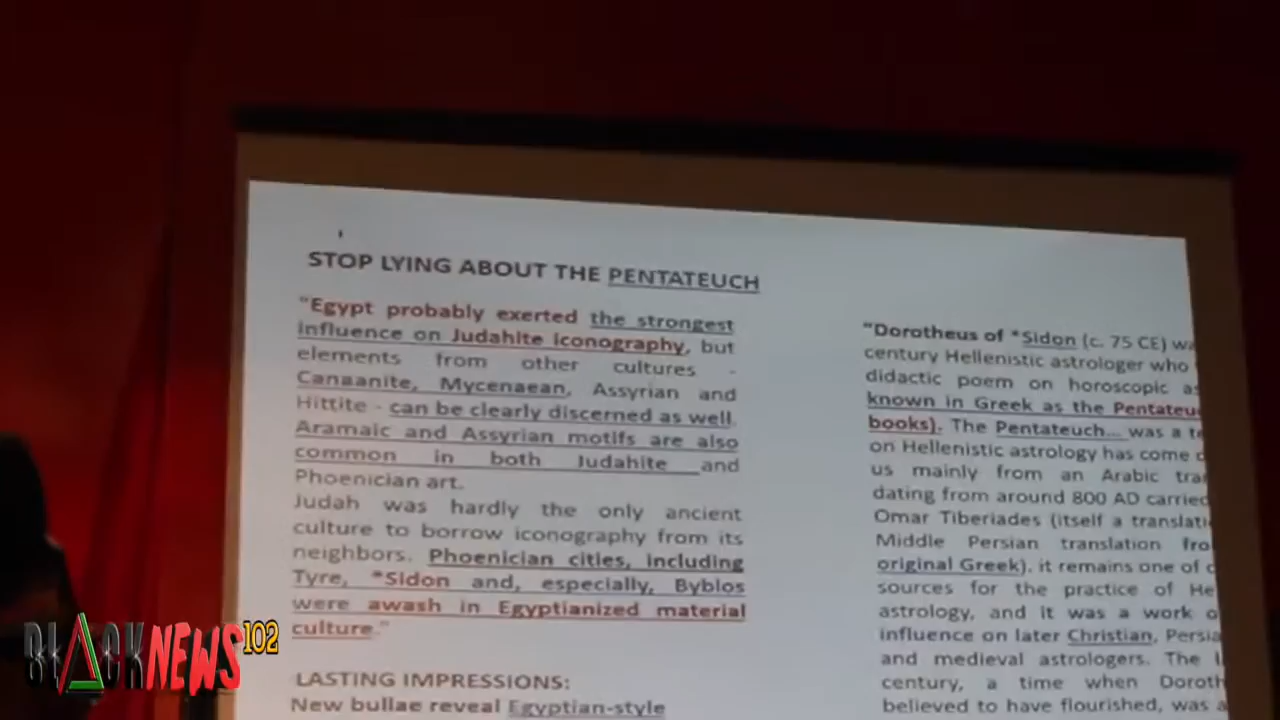 STOP LYING ABOUT THE PENTATEUCH
"Egypt probably exerted the strongest
influence on Judahite iconography, but
elements from other cultures -
Canaanite, Mycenaean, Assyrian and
Hittite - can be clearly discerned as well.
Aramaic and Assyrian motifs are also
common in both Judahite and
Phoenician art.
Judah was hardly the only ancient
culture to borrow iconography from its
neighbors. Phoenician cities, including
Tyre, *Sidon and, especially, Byblos
were awash in Egyptianized material
culture."
LASTING IMPRESSIONS:
New bullae reveal Egyptian-style
"Dorotheus of *Sidon (c. 75 CE)
century Hellenistic astrologer who
didactic poem on horoscopic
known in Greek as the
books). The Pentateuch... was a
on Hellenistic astrology has come
us mainly from an Arabic
dating from around 800 AD carried
Omar Tiberiades (itself a
Middle Persian translation
original Greek). it remains one of
sources for the practice of
astrology, and it was a work
influence on later Christian,
and medieval astrologers. The
century, a time when
believed to have flourished, was
BLACKNEWS102